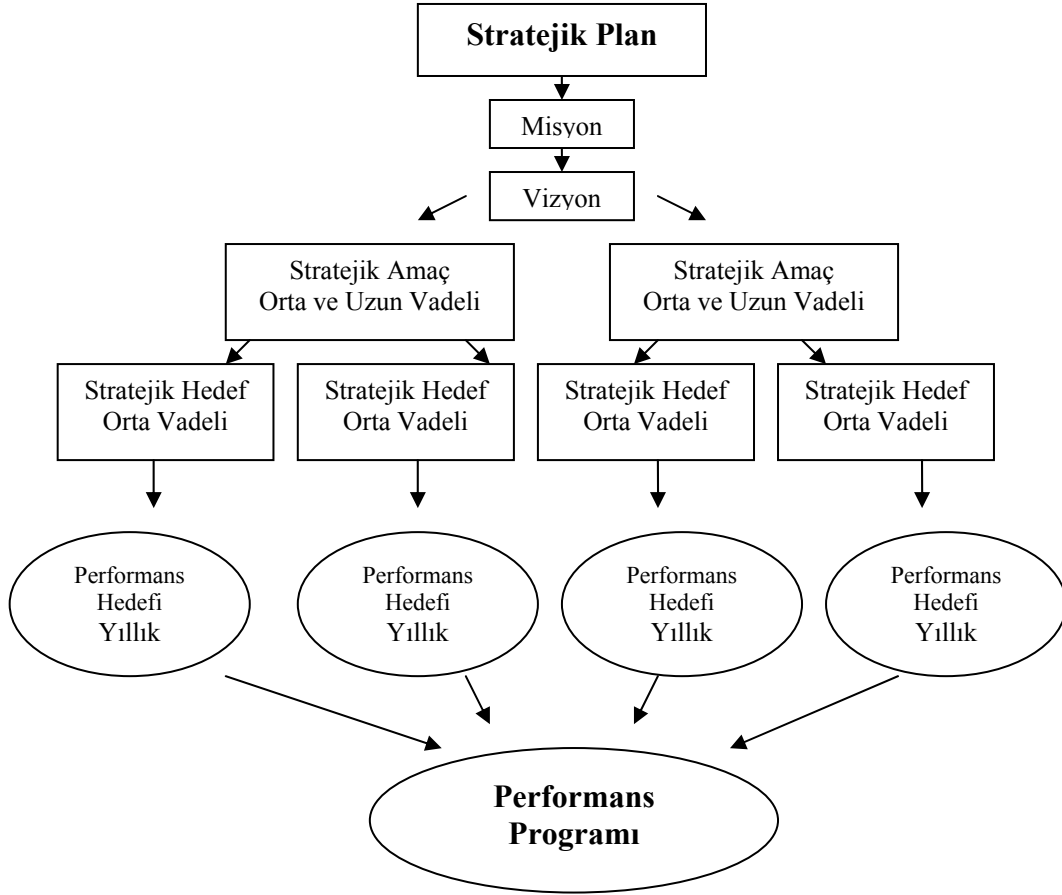 Stratejik Plan
Misyon
Vizyon
Stratejik Amaç
Orta ve Uzun Vadeli
Stratejik Amaç
Orta ve Uzun Vadeli
Stratejik Hedef
Orta Vadeli
Stratejik Hedef
Orta Vadeli
Stratejik Hedef
Orta Vadeli
Stratejik Hedef
Orta Vadeli
Performans
Hedefi
Yıllık
Performans
Hedefi
Yıllık
Performans
Hedefi
Yıllık
Performans
Hedefi
Yıllık
Performans
Programı